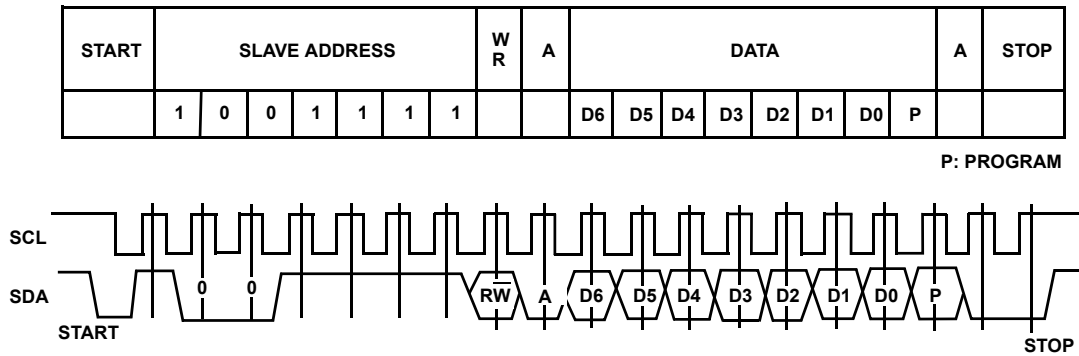 START SLAVE ADDRESS W R A DATA A STOP
1 0 0 1 1 1 1 D6 D5 D4 D3 D2 D1 D0 P
P: PROGRAM
SCL
SDA 0 0 RW̅ A D6 D5 D4 D3 D2 D1 D0 P
START STOP